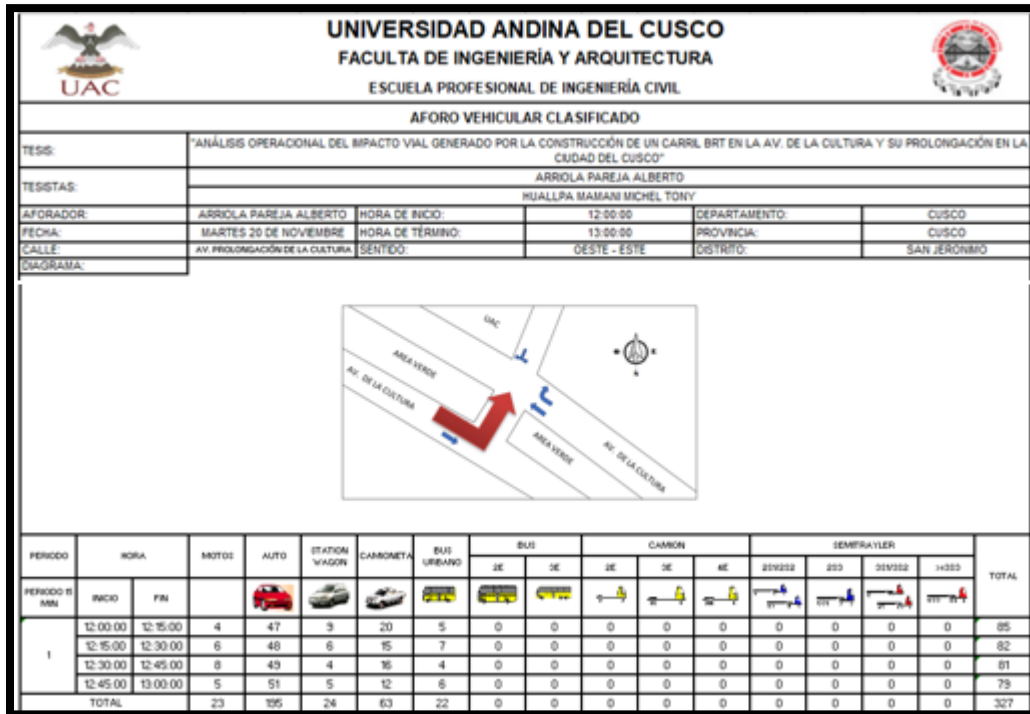 UAC
UNIVERSIDAD ANDINA DEL CUSCO
FACULTA DE INGENIERÍA Y ARQUITECTURA
ESCUELA PROFESIONAL DE INGENIERÍA CIVIL
AFORO VEHICULAR CLASIFICADO
TESIS: "ANÁLISIS OPERACIONAL DEL IMPACTO VIAL GENERADO POR LA CONSTRUCCIÓN DE UN CARRIL BRT EN LA AV. DE LA CULTURA Y SU PROLONGACIÓN EN LA
CIUDAD DEL CUSCO"
TESISTAS: ARRIOLA PAREJA ALBERTO
HUALLPA MAMANI MICHEL TONY
AFORADOR: ARRIOLA PAREJA ALBERTO HORA DE INICIO: 12:00:00 DEPARTAMENTO: CUSCO
FECHA: MARTES 20 DE NOVIEMBRE HORA DE TÉRMINO: 13:00:00 PROVINCIA: CUSCO
CALLE: AV. PROLONGACIÓN DE LA CULTURA SENTIDO: OESTE - ESTE DISTRITO: SAN JERÓNIMO
DIAGRAMA:
UAC
AREA VERDE
AV. DE LA CULTURA
AREA VERDE
AV. DE LA CULTURA
PERIODO HORA MOTOS AUTO STATION WAGON CAMIONETA BUS URBANO BUS CAMION SEMITRAYLER TOTAL
2E 3E 2E 3E 4E 2S1/2S2 2S3 3S1/3S2 >=3S3
PERIODO 15 MIN INICIO FIN
1
12:00:00 12:15:00 4 47 9 20 5 0 0 0 0 0 0 0 0 0 85
12:15:00 12:30:00 6 48 6 15 7 0 0 0 0 0 0 0 0 0 82
12:30:00 12:45:00 8 49 4 16 4 0 0 0 0 0 0 0 0 0 81
12:45:00 13:00:00 5 51 5 12 6 0 0 0 0 0 0 0 0 0 79
TOTAL 23 195 24 63 22 0 0 0 0 0 0 0 0 0 327